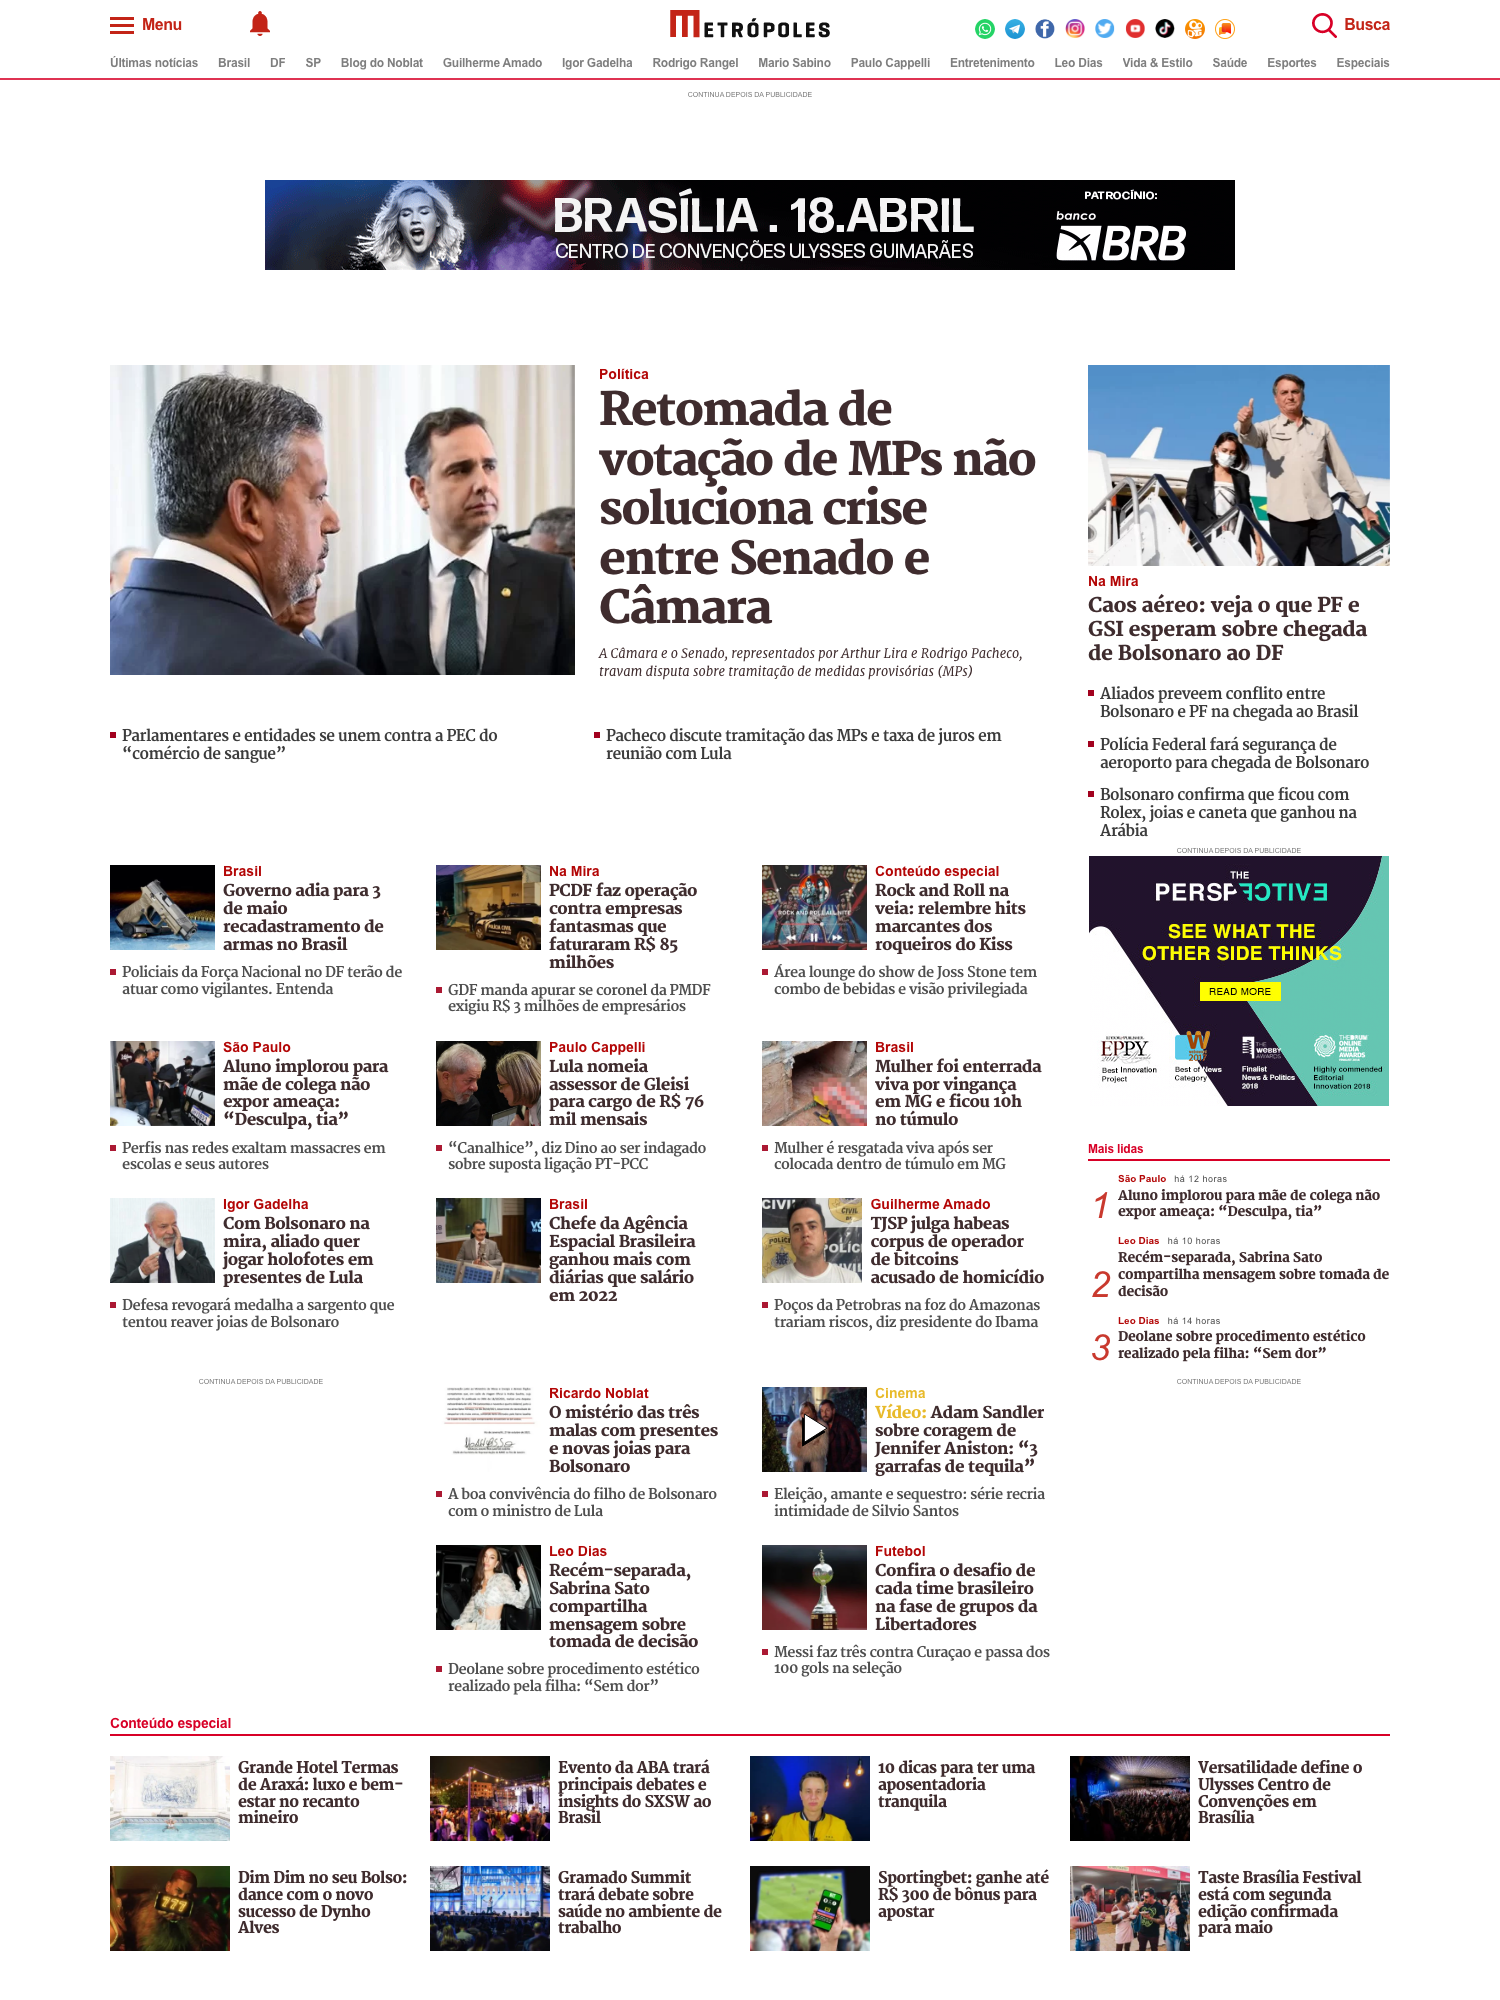 Menu
METRÓPOLES
Busca
Últimas notícias Brasil DF SP Blog do Noblat Guilherme Amado Igor Gadelha Rodrigo Rangel Mario Sabino Paulo Cappelli Entretenimento Leo Dias Vida & Estilo Saúde Esportes Especiais
CONTINUA DEPOIS DA PUBLICIDADE
BRASÍLIA . 18.ABRIL
CENTRO DE CONVENÇÕES ULYSSES GUIMARÃES
PATROCÍNIO:
banco
BRB
Política
Retomada de
votação de MPs não
soluciona crise
entre Senado e
Câmara
A Câmara e o Senado, representados por Arthur Lira e Rodrigo Pacheco,
travam disputa sobre tramitação de medidas provisórias (MPs)
Parlamentares e entidades se unem contra a PEC do
“comércio de sangue”
Pacheco discute tramitação das MPs e taxa de juros em
reunião com Lula
Na Mira
Caos aéreo: veja o que PF e
GSI esperam sobre chegada
de Bolsonaro ao DF
Aliados preveem conflito entre
Bolsonaro e PF na chegada ao Brasil
Polícia Federal fará segurança de
aeroporto para chegada de Bolsonaro
Bolsonaro confirma que ficou com
Rolex, joias e caneta que ganhou na
Arábia
CONTINUA DEPOIS DA PUBLICIDADE
THE
PERSPECTIVE
SEE WHAT THE
OTHER SIDE THINKS
READ MORE
EPPY
Best Innovation
Project
W
2017
Best of News
Category
THE
WEBBY
AWARDS
Finalist
News & Politics
2018
THE DRUM
ONLINE
MEDIA
AWARDS
Highly commended
Editorial
Innovation 2018
Brasil
Governo adia para 3
de maio
recadastramento de
armas no Brasil
Policiais da Força Nacional no DF terão de
atuar como vigilantes. Entenda
Na Mira
PCDF faz operação
contra empresas
fantasmas que
faturaram R$ 85
milhões
GDF manda apurar se coronel da PMDF
exigiu R$ 3 milhões de empresários
ROCK AND ROLL ALL NITE
Conteúdo especial
Rock and Roll na
veia: relembre hits
marcantes dos
roqueiros do Kiss
Área lounge do show de Joss Stone tem
combo de bebidas e visão privilegiada
São Paulo
Aluno implorou para
mãe de colega não
expor ameaça:
“Desculpa, tia”
Perfis nas redes exaltam massacres em
escolas e seus autores
Paulo Cappelli
Lula nomeia
assessor de Gleisi
para cargo de R$ 76
mil mensais
“Canalhice”, diz Dino ao ser indagado
sobre suposta ligação PT-PCC
Brasil
Mulher foi enterrada
viva por vingança
em MG e ficou 10h
no túmulo
Mulher é resgatada viva após ser
colocada dentro de túmulo em MG
Igor Gadelha
Com Bolsonaro na
mira, aliado quer
jogar holofotes em
presentes de Lula
Defesa revogará medalha a sargento que
tentou reaver joias de Bolsonaro
Brasil
Chefe da Agência
Espacial Brasileira
ganhou mais com
diárias que salário
em 2022
CIVIL
Guilherme Amado
TJSP julga habeas
corpus de operador
de bitcoins
acusado de homicídio
Poços da Petrobras na foz do Amazonas
trariam riscos, diz presidente do Ibama
Mais lidas
1
São Paulo há 12 horas
Aluno implorou para mãe de colega não
expor ameaça: “Desculpa, tia”
2
Leo Dias há 10 horas
Recém-separada, Sabrina Sato
compartilha mensagem sobre tomada de
decisão
3
Leo Dias há 14 horas
Deolane sobre procedimento estético
realizado pela filha: “Sem dor”
CONTINUA DEPOIS DA PUBLICIDADE
CONTINUA DEPOIS DA PUBLICIDADE
Ricardo Noblat
O mistério das três
malas com presentes
e novas joias para
Bolsonaro
A boa convivência do filho de Bolsonaro
com o ministro de Lula
Cinema
Vídeo: Adam Sandler
sobre coragem de
Jennifer Aniston: “3
garrafas de tequila”
Eleição, amante e sequestro: série recria
intimidade de Silvio Santos
Leo Dias
Recém-separada,
Sabrina Sato
compartilha
mensagem sobre
tomada de decisão
Deolane sobre procedimento estético
realizado pela filha: “Sem dor”
Futebol
Confira o desafio de
cada time brasileiro
na fase de grupos da
Libertadores
Messi faz três contra Curaçao e passa dos
100 gols na seleção
Conteúdo especial
Grande Hotel Termas
de Araxá: luxo e bem-
estar no recanto
mineiro
Evento da ABA trará
principais debates e
insights do SXSW ao
Brasil
10 dicas para ter uma
aposentadoria
tranquila
Versatilidade define o
Ulysses Centro de
Convenções em
Brasília
777
Dim Dim no seu Bolso:
dance com o novo
sucesso de Dynho
Alves
Gramado Summit
trará debate sobre
saúde no ambiente de
trabalho
Sportingbet: ganhe até
R$ 300 de bônus para
apostar
Taste Brasília Festival
está com segunda
edição confirmada
para maio